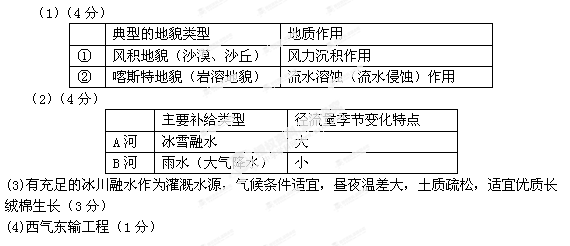 (1)(4分)
典型的地貌类型 地质作用
① 风积地貌（沙漠、沙丘） 风力沉积作用
② 喀斯特地貌（岩溶地貌） 流水溶蚀（流水侵蚀）作用
(2)(4分)
主要补给类型 径流量季节变化特点
A河 冰雪融水 大
B河 雨水（大气降水） 小
(3)有充足的冰川融水作为灌溉水源，气候条件适宜，昼夜温差大，土质疏松，适宜优质长
绒棉生长（3分）
(4)西气东输工程（1分）